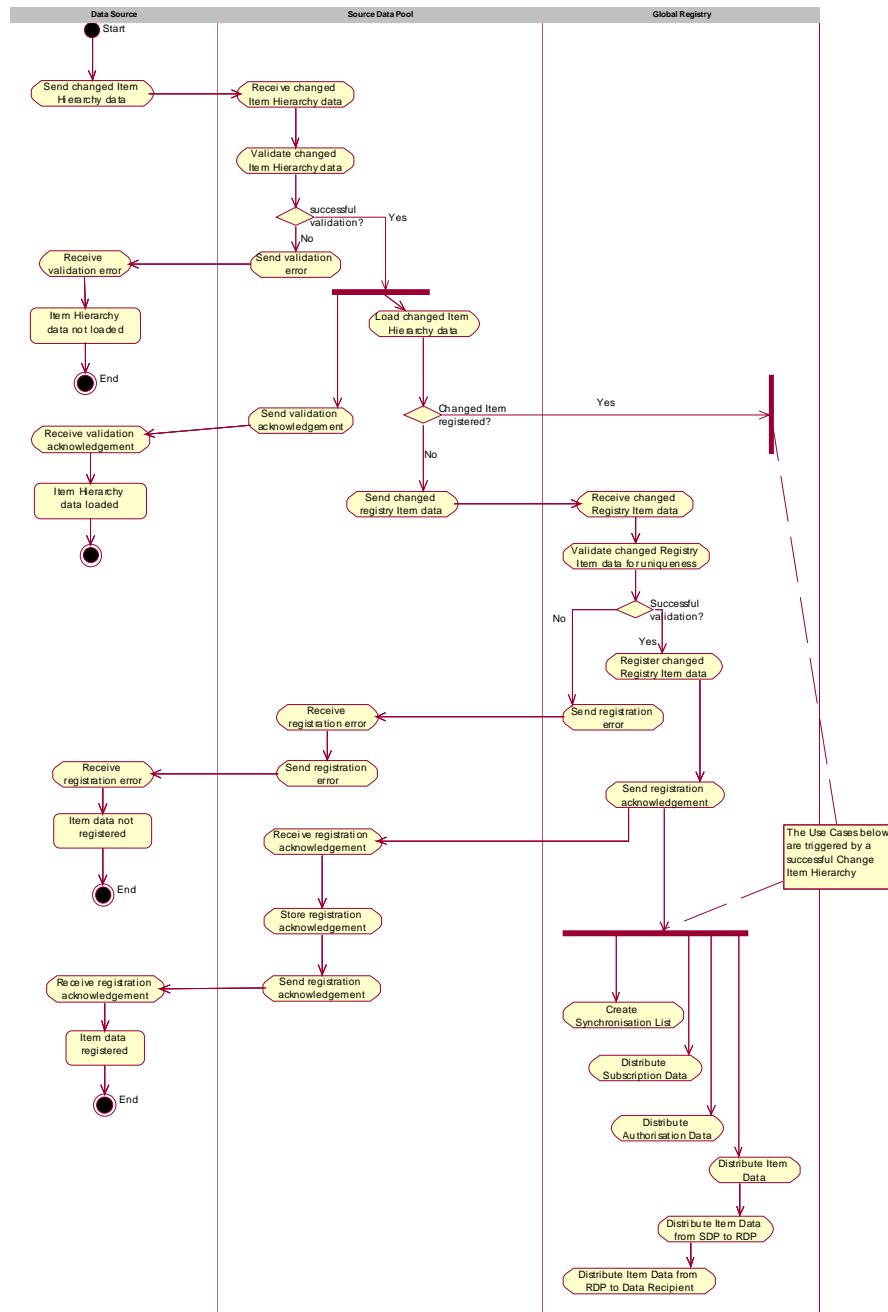 Data Source
Source Data Pool
Global Registry
Start
Send changed Item
Hierarchy data
Receive changed
Item Hierarchy data
Validate changed
Item Hierarchy data
successful
validation?
Yes
No
Receive
validation error
Send validation
error
Item Hierarchy
data not loaded
Load changed Item
Hierarchy data
End
Send validation
acknowledgement
Changed Item
registered?
Yes
Receive validation
acknowledgement
No
Item Hierarchy
data loaded
Send changed
registry Item data
Receive changed
Registry Item data
Validate changed Registry
Item data for uniqueness
Successful
validation?
No
Yes
Register changed
Registry Item data
Receive
registration error
Send registration
error
Receive
registration error
Send registration
error
Send registration
acknowledgement
Item data not
registered
Receive registration
acknowledgement
The Use Cases below
are triggered by a
successful Change
Item Hierarchy
End
Store registration
acknowledgement
Receive registration
acknowledgement
Send registration
acknowledgement
Create
Synchronisation List
Item data
registered
Distribute
Subscription Data
End
Distribute
Authorisation Data
Distribute Item
Data
Distribute Item Data
from SDP to RDP
Distribute Item Data from
RDP to Data Recipient